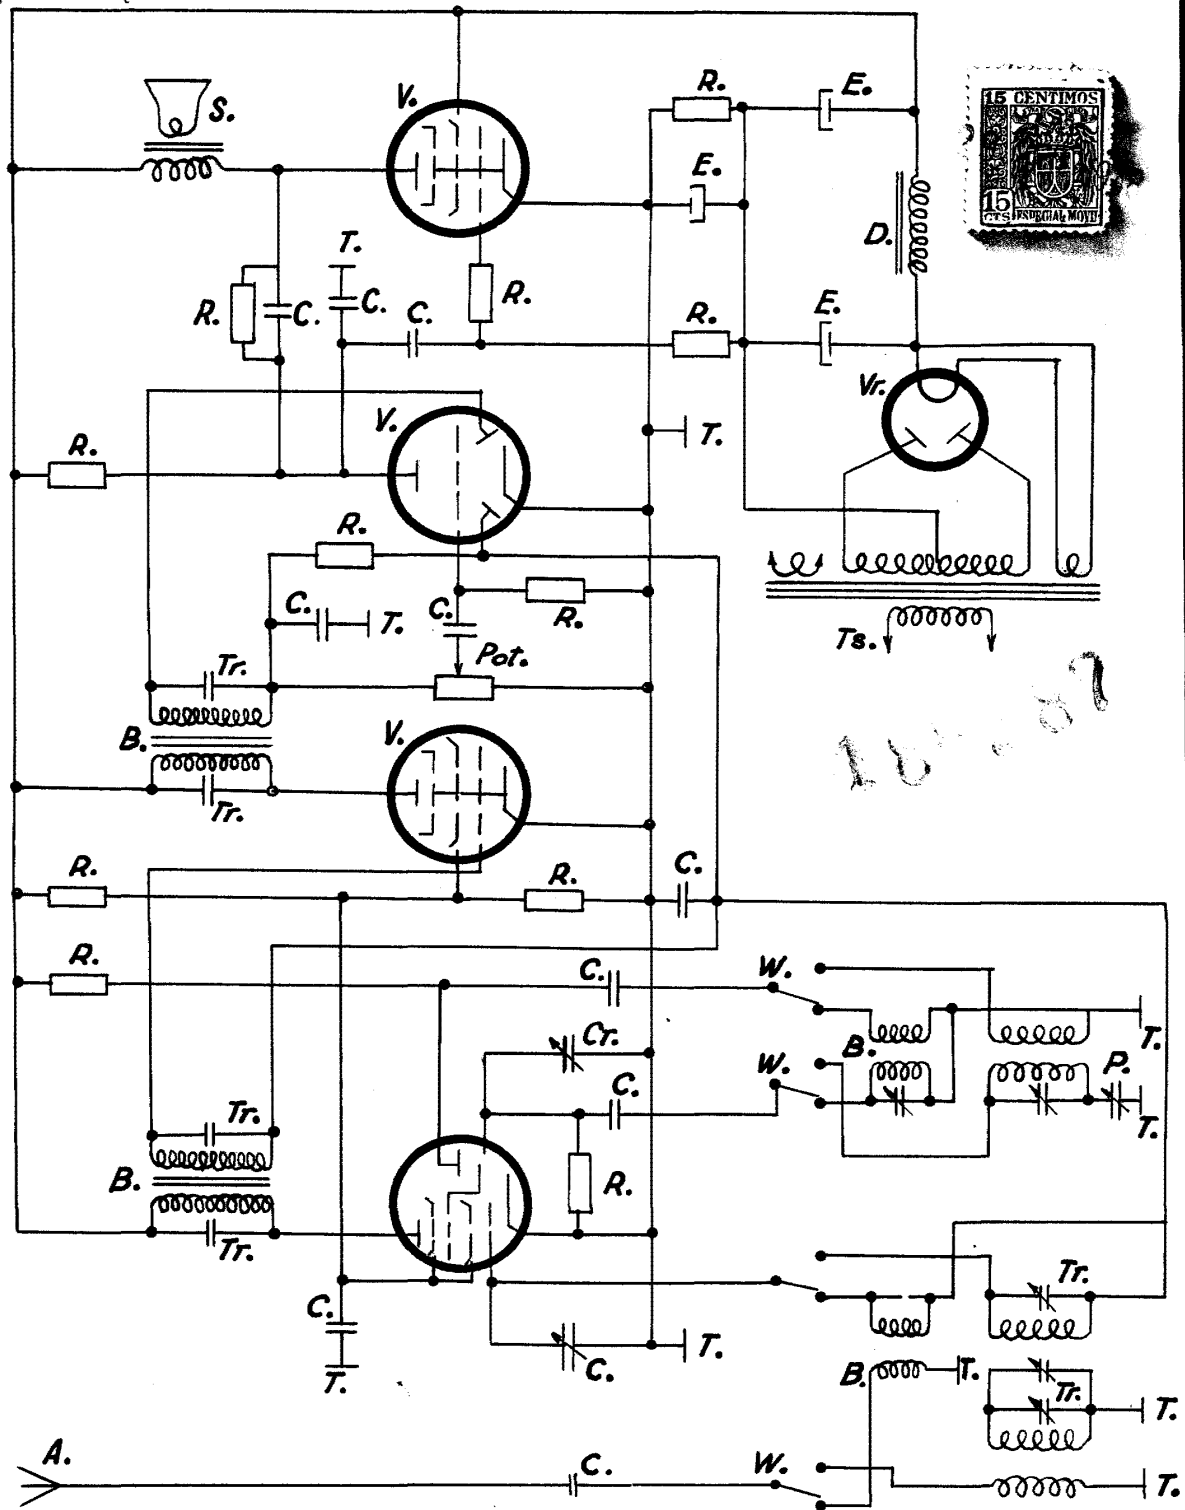 S.
V.
R.
E.
15 CENTIMOS
15
CTS
ESPECIAL MOVIL
E.
D.
T.
R.
C.
C.
C.
R.
R.
E.
Vr.
R.
V.
T.
R.
C.
T.
C.
R.
Pot.
Ts.
Tr.
B.
V.
Tr.
R.
R.
C.
R.
C.
W.
Cr.
B.
T.
W.
P.
C.
T.
Tr.
B.
R.
Tr.
C.
T.
C.
T.
Tr.
B.
T.
Tr.
T.
A.
C.
W.
T.